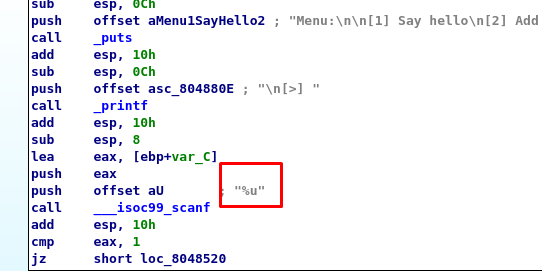 sub esp, 0Ch
push offset aMenu1SayHello2 ; "Menu:\n\n[1] Say hello\n[2] Add
call _puts
add esp, 10h
sub esp, 0Ch
push offset asc_804880E ; "\n[>] "
call _printf
add esp, 10h
sub esp, 8
lea eax, [ebp+var_C]
push eax
push offset aU ; "%u"
call ___isoc99_scanf
add esp, 10h
cmp eax, 1
jz short loc_8048520